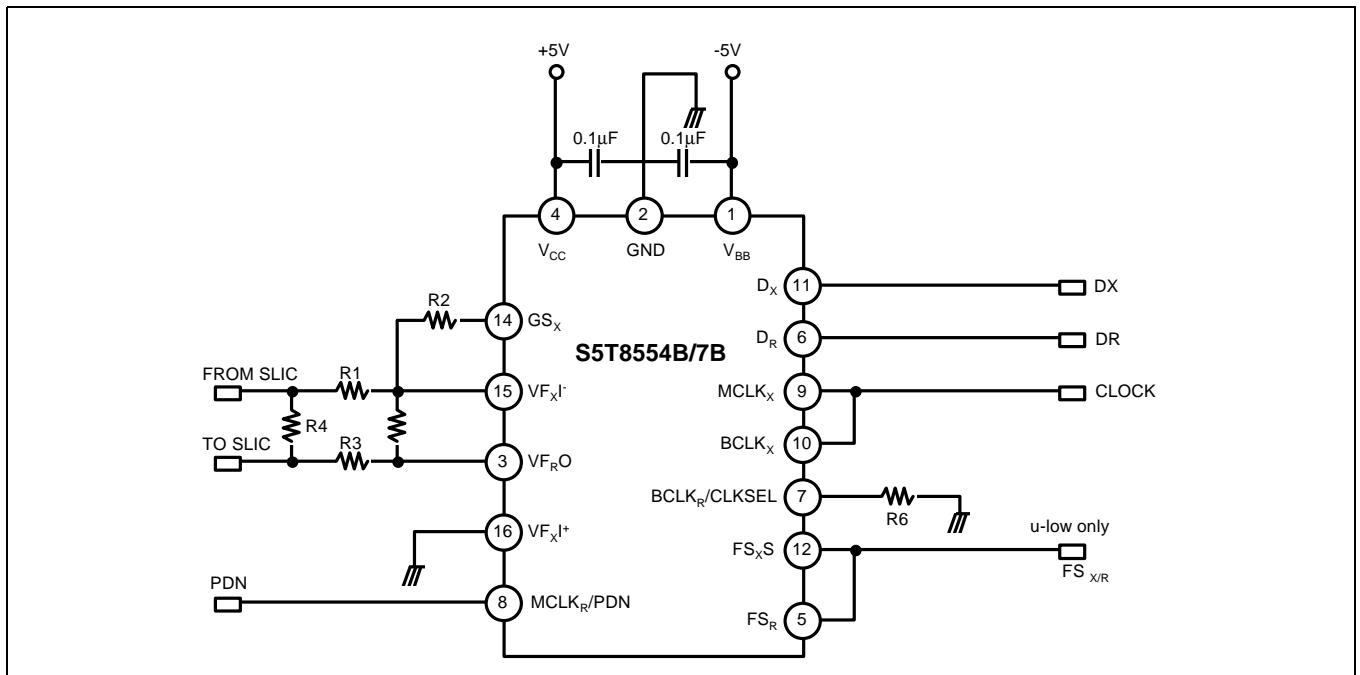 +5V
-5V
0.1µF
0.1µF
4
2
1
VCC
GND
VBB
R2
14
GSX
S5T8554B/7B
DX
11
DX
DR
6
DR
FROM SLIC
R1
15
VFXI-
R4
MCLKX
9
CLOCK
BCLKX
10
TO SLIC
R3
3
VFRO
BCLKR/CLKSEL
7
R6
16
VFXI+
u-low only
FSXS
12
FS X/R
PDN
8
MCLKR/PDN
FSR
5